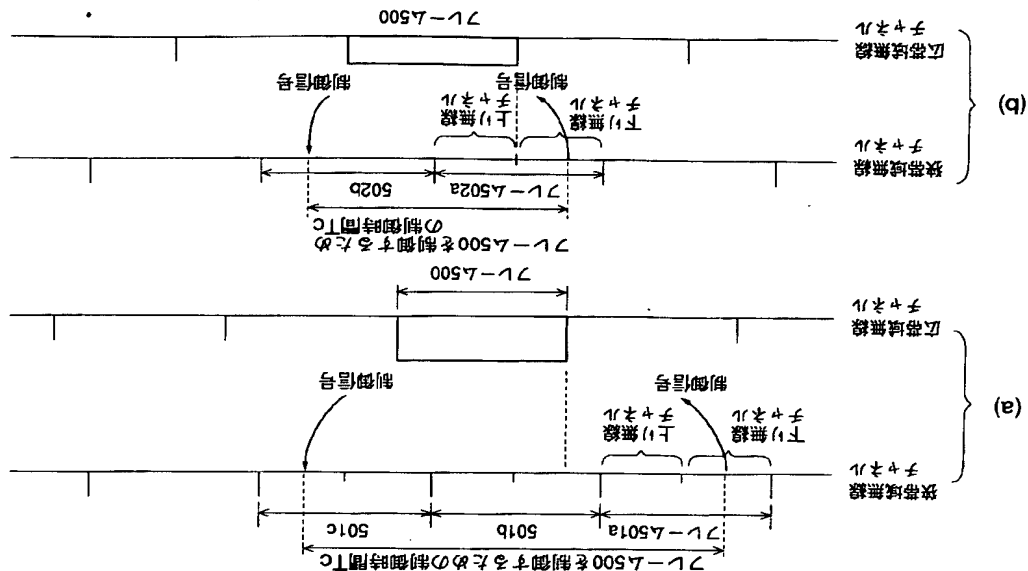 (a)
フレーム500を制御するための制御時間Tc
フレーム501a
501b
501c
狭帯域無線
チャネル
下り無線
チャネル
上り無線
チャネル
制御信号
制御信号
広帯域無線
チャネル
フレーム500
(b)
フレーム500を制御するため
の制御時間Tc
フレーム502a
502b
狭帯域無線
チャネル
下り無線
チャネル
上り無線
チャネル
制御信号
制御信号
広帯域無線
チャネル
フレーム500